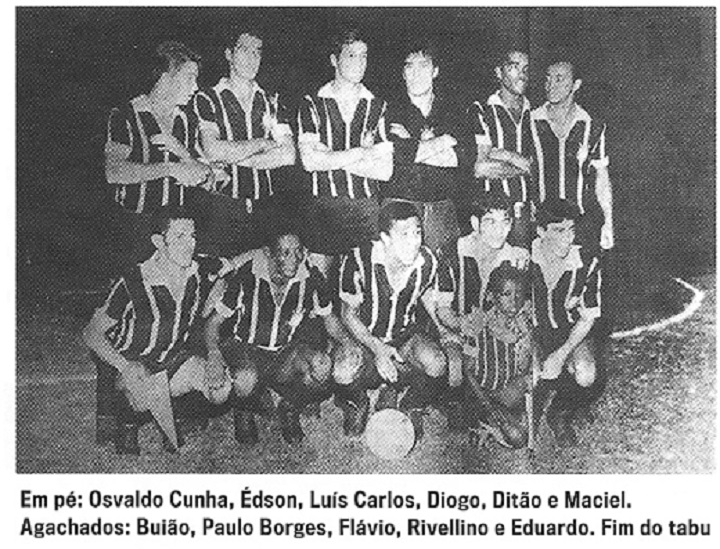 Em pé: Osvaldo Cunha, Édson, Luís Carlos, Diogo, Ditão e Maciel.
Agachados: Buião, Paulo Borges, Flávio, Rivellino e Eduardo. Fim do tabu